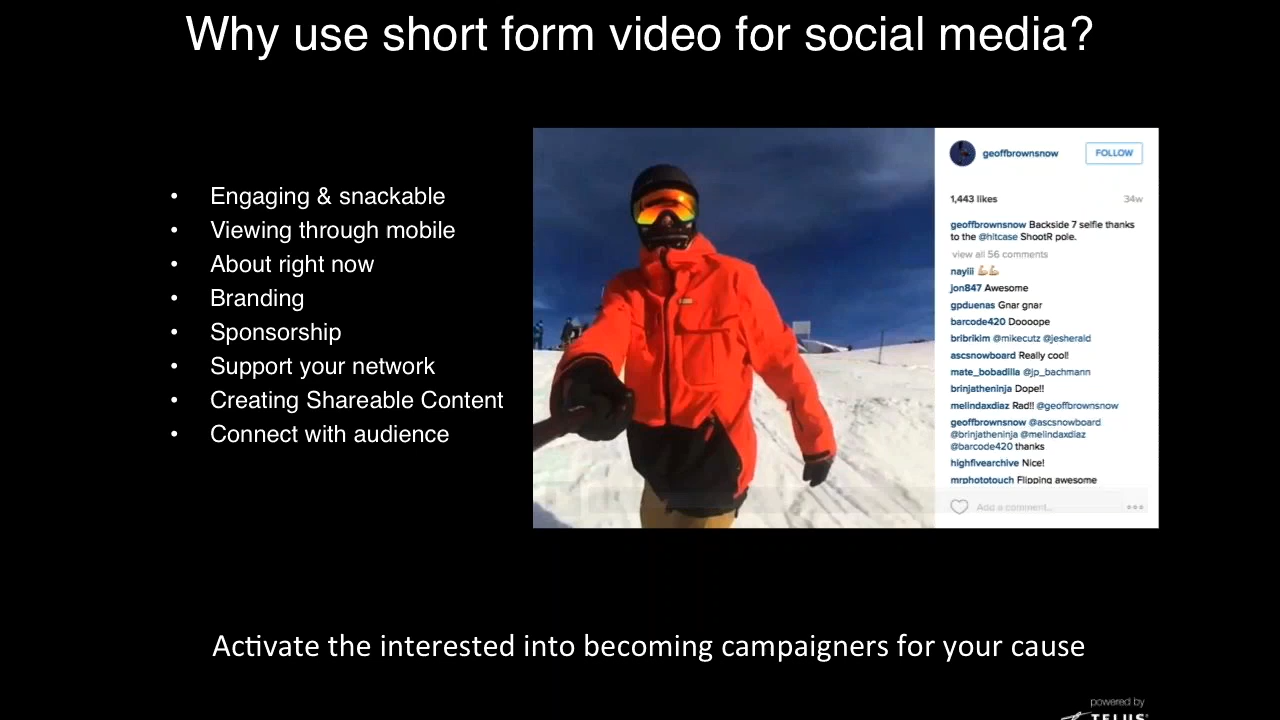 Why use short form video for social media?
• Engaging & snackable
• Viewing through mobile
• About right now
• Branding
• Sponsorship
• Support your network
• Creating Shareable Content
• Connect with audience
geoffbrownsnow FOLLOW
1,443 likes 34w
geoffbrownsnow Backside 7 selfie thanks
to the @hitcase ShootR pole.
view all 56 comments
nayiii 💪💪
jon847 Awesome
gpduenas Gnar gnar
barcode420 Doooope
bribrikim @mikecutz @jesherald
ascsnowboard Really cool!
mate_bobadilla @jp_bachmann
brinjatheninja Dope!!
melindaxdiaz Rad!! @geoffbrownsnow
geoffbrownsnow @ascsnowboard
@brinjatheninja @melindaxdiaz
@barcode420 thanks
highfivearchive Nice!
mrphototouch Flipping awesome
Add a comment...
Activate the interested into becoming campaigners for your cause
powered by
TELUS